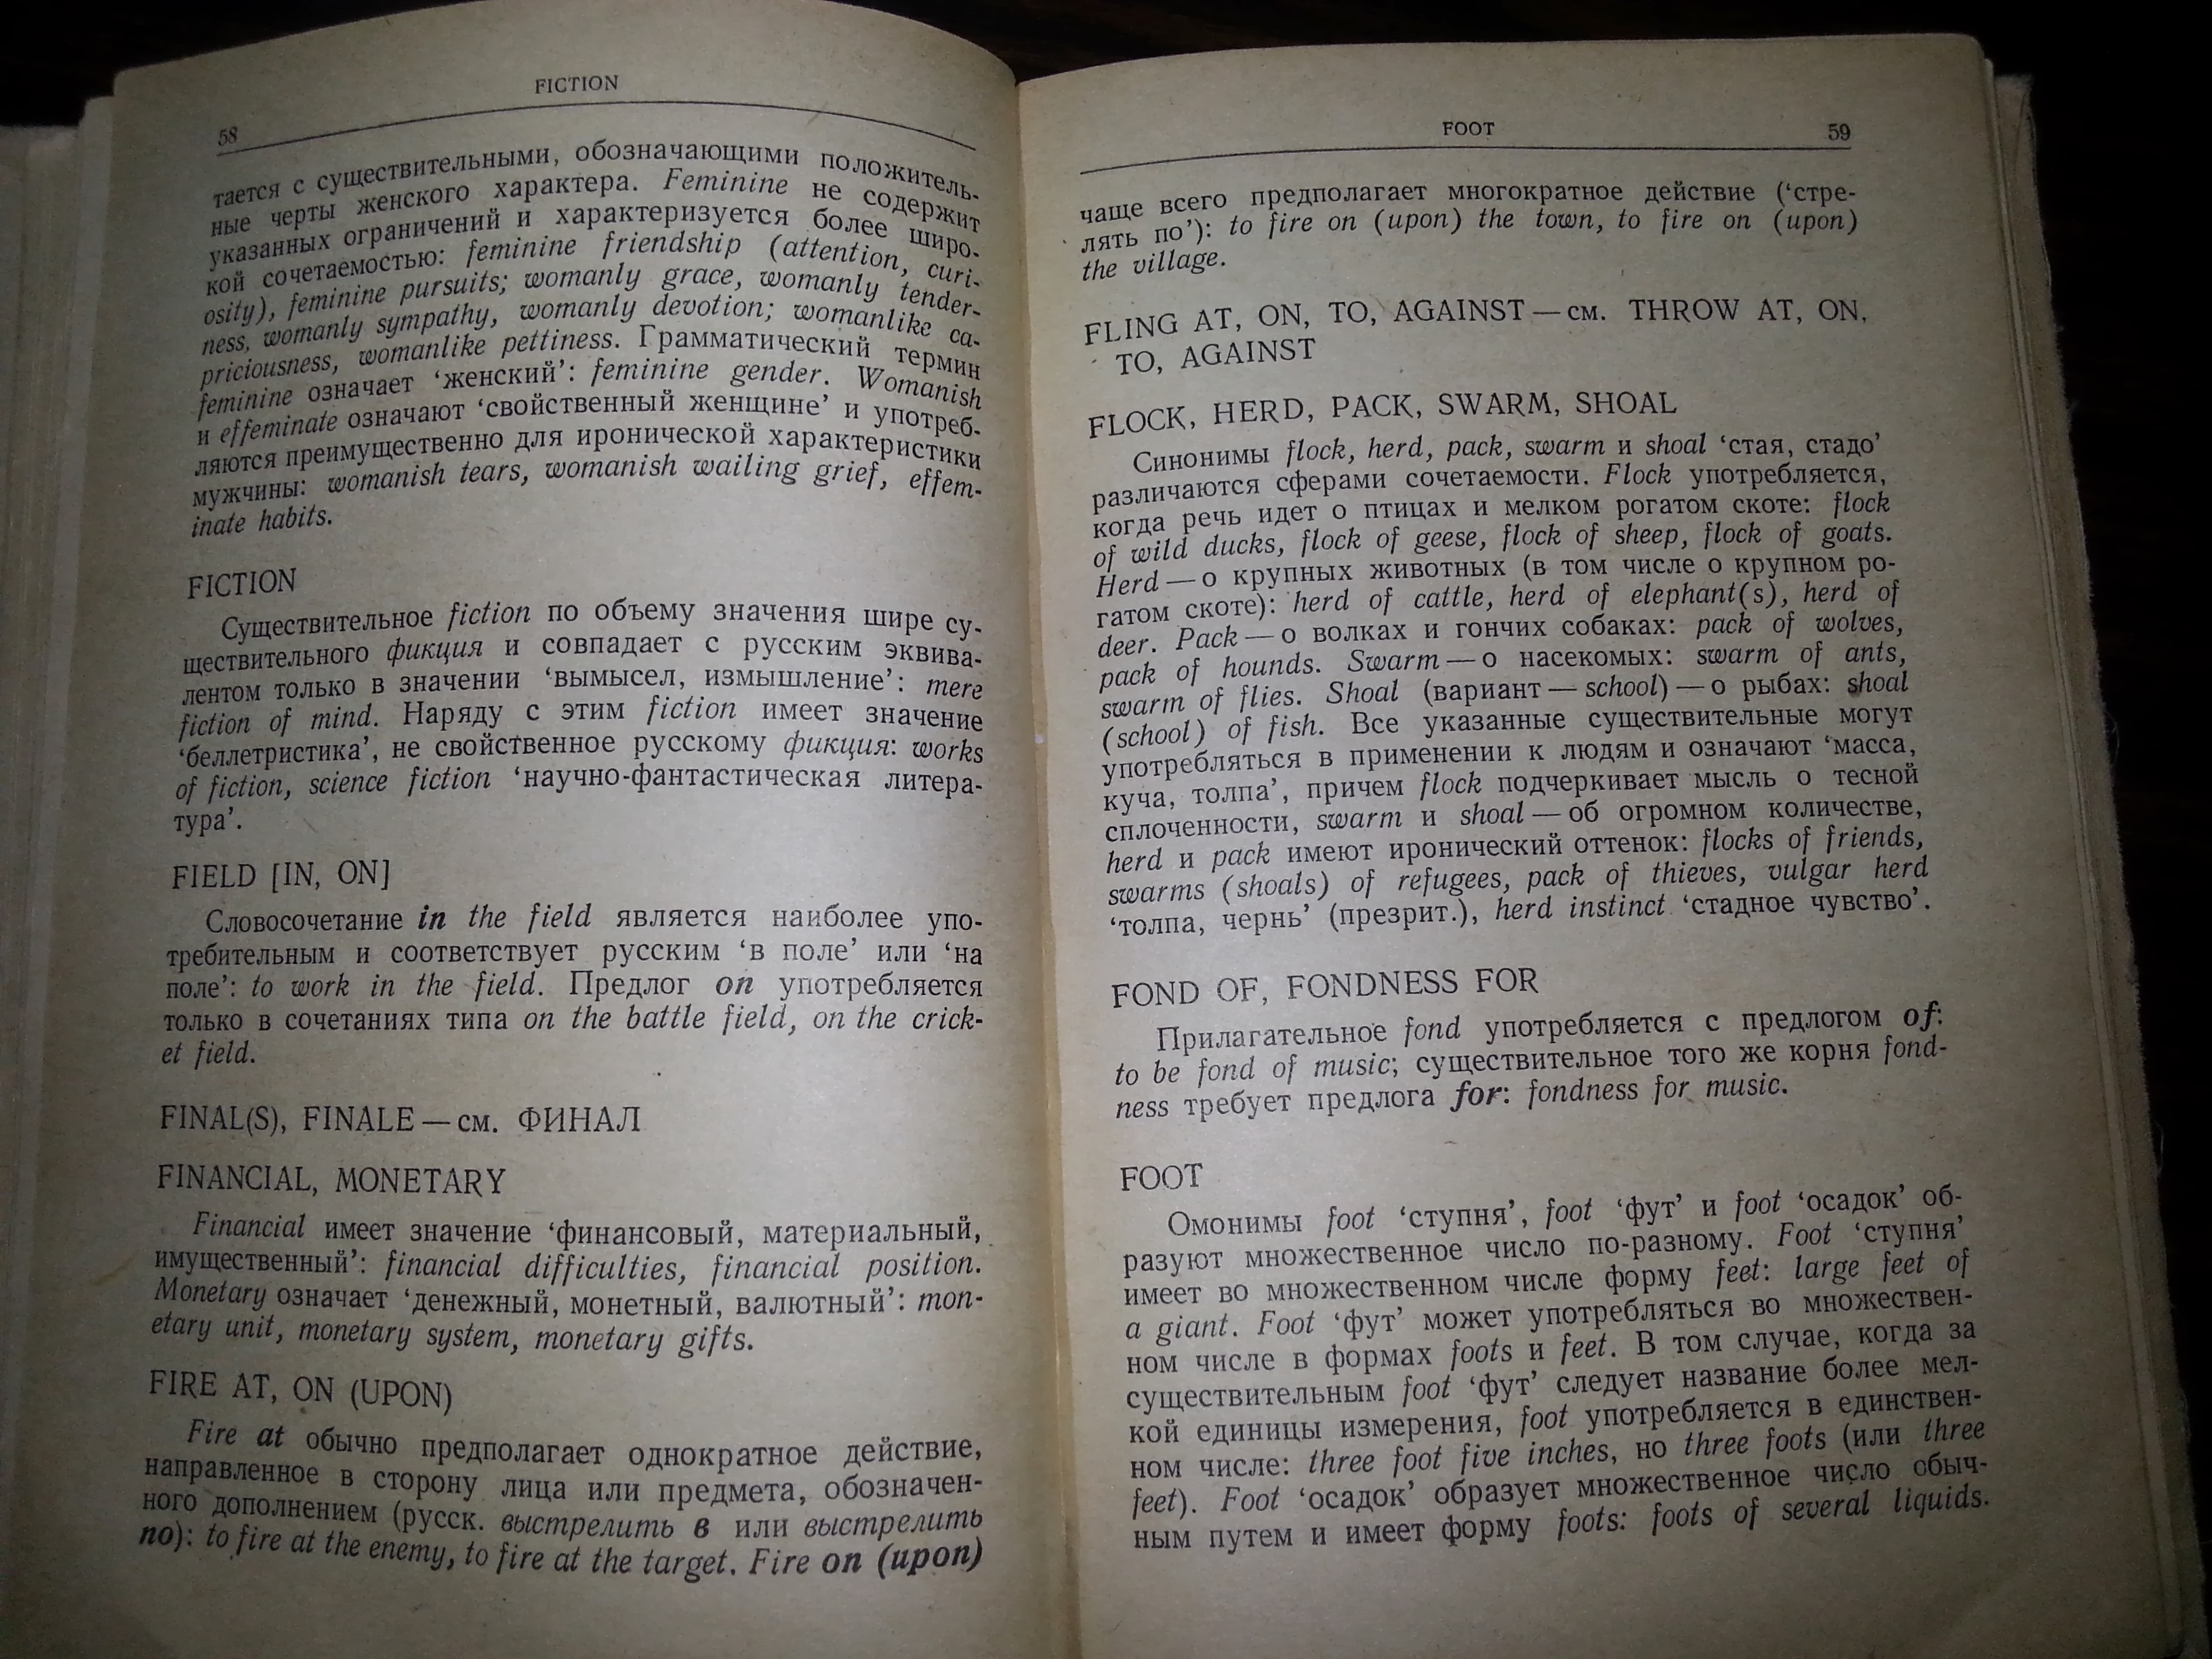 58
FICTION
тается с существительными, обозначающими положитель-
ные черты женского характера. Feminine не содержит
указанных ограничений и характеризуется более широ-
кой сочетаемостью: feminine friendship (attention, curi-
osity), feminine pursuits; womanly grace, womanly tender-
ness, womanly sympathy, womanly devotion; womanlike ca-
priciousness, womanlike pettiness. Грамматический термин
feminine означает ‘женский’: feminine gender. Womanish
и effeminate означают ‘свойственный женщине’ и употреб-
ляются преимущественно для иронической характеристики
мужчины: womanish tears, womanish wailing grief, effem-
inate habits.
FICTION
Существительное fiction по объему значения шире су-
ществительного фикция и совпадает с русским эквива-
лентом только в значении ‘вымысел, измышление’: mere
fiction of mind. Наряду с этим fiction имеет значение
‘беллетристика’, не свойственное русскому фикция: works
of fiction, science fiction ‘научно-фантастическая литера-
тура’.
FIELD [IN, ON]
Словосочетание in the field является наиболее упо-
требительным и соответствует русским ‘в поле’ или ‘на
поле’: to work in the field. Предлог on употребляется
только в сочетаниях типа on the battle field, on the crick-
et field.
FINAL(S), FINALE — см. ФИНАЛ
FINANCIAL, MONETARY
Financial имеет значение ‘финансовый, материальный,
имущественный’: financial difficulties, financial position.
Monetary означает ‘денежный, монетный, валютный’: mon-
etary unit, monetary system, monetary gifts.
FIRE AT, ON (UPON)
Fire at обычно предполагает однократное действие,
направленное в сторону лица или предмета, обозначен-
ного дополнением (русск. выстрелить в или выстрелить
по): to fire at the enemy, to fire at the target. Fire on (upon)
FOOT
59
чаще всего предполагает многократное действие (‘стре-
лять по’): to fire on (upon) the town, to fire on (upon)
the village.
FLING AT, ON, TO, AGAINST — см. THROW AT, ON,
TO, AGAINST
FLOCK, HERD, PACK, SWARM, SHOAL
Синонимы flock, herd, pack, swarm и shoal ‘стая, стадо’
различаются сферами сочетаемости. Flock употребляется,
когда речь идет о птицах и мелком рогатом скоте: flock
of wild ducks, flock of geese, flock of sheep, flock of goats.
Herd — о крупных животных (в том числе о крупном ро-
гатом скоте): herd of cattle, herd of elephant(s), herd of
deer. Pack — о волках и гончих собаках: pack of wolves,
pack of hounds. Swarm — о насекомых: swarm of ants,
swarm of flies. Shoal (вариант — school) — о рыбах: shoal
(school) of fish. Все указанные существительные могут
употребляться в применении к людям и означают ‘масса,
куча, толпа’, причем flock подчеркивает мысль о тесной
сплоченности, swarm и shoal — об огромном количестве,
herd и pack имеют иронический оттенок: flocks of friends,
swarms (shoals) of refugees, pack of thieves, vulgar herd
‘толпа, чернь’ (презрит.), herd instinct ‘стадное чувство’.
FOND OF, FONDNESS FOR
Прилагательное fond употребляется с предлогом of:
to be fond of music; существительное того же корня fond-
ness требует предлога for: fondness for music.
FOOT
Омонимы foot ‘ступня’, foot ‘фут’ и foot ‘осадок’ об-
разуют множественное число по-разному. Foot ‘ступня’
имеет во множественном числе форму feet: large feet of
a giant. Foot ‘фут’ может употребляться во множествен-
ном числе в формах foots и feet. В том случае, когда за
существительным foot ‘фут’ следует название более мел-
кой единицы измерения, foot употребляется в единствен-
ном числе: three foot five inches, но three foots (или three
feet). Foot ‘осадок’ образует множественное число обыч-
ным путем и имеет форму foots: foots of several liquids.